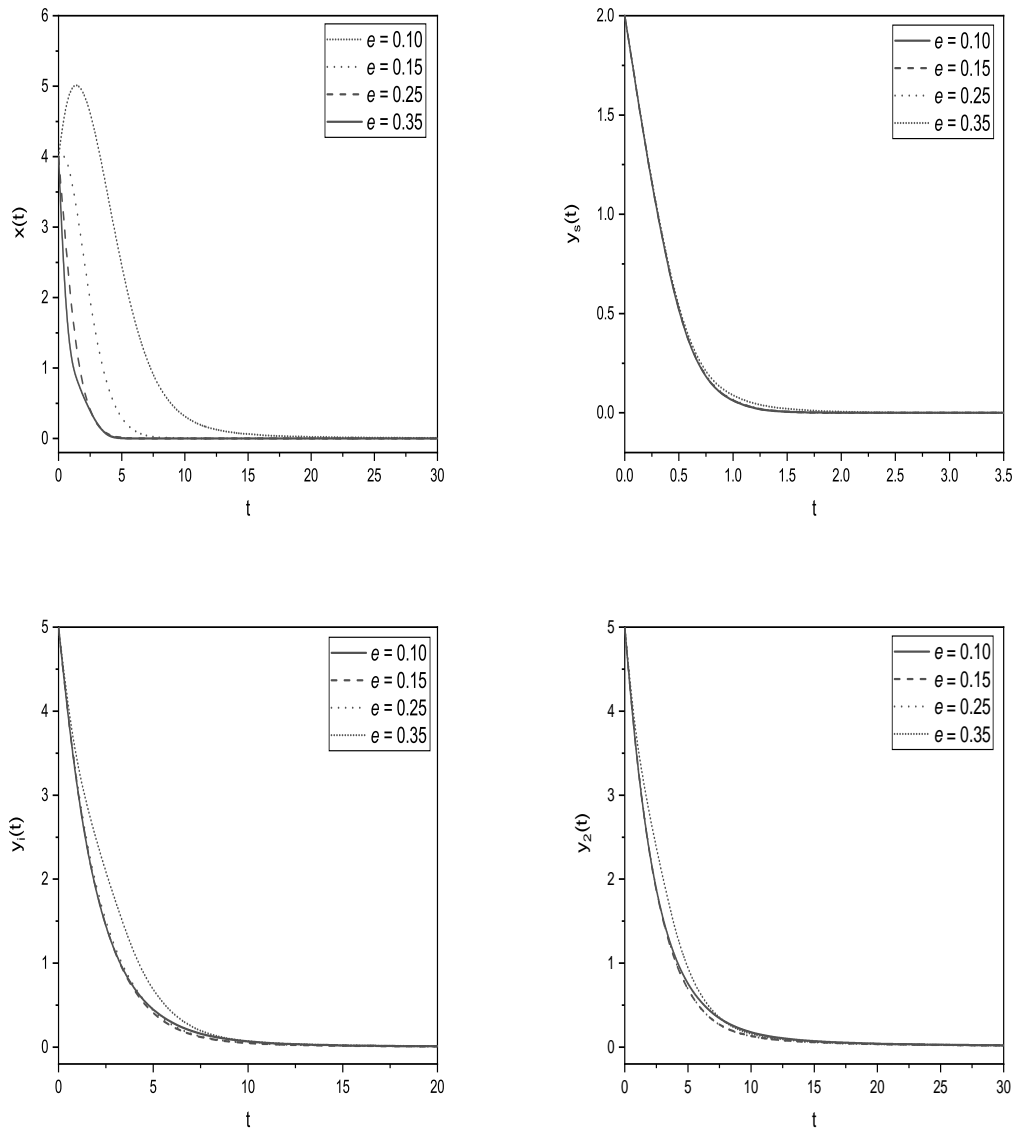 6
5
4
3
2
1
0
x(t)
e = 0.10
e = 0.15
e = 0.25
e = 0.35
0 5 10 15 20 25 30
t
2.0
1.5
1.0
0.5
0.0
yₛ(t)
e = 0.10
e = 0.15
e = 0.25
e = 0.35
0.0 0.5 1.0 1.5 2.0 2.5 3.0 3.5
t
5
4
3
2
1
0
yᵢ(t)
e = 0.10
e = 0.15
e = 0.25
e = 0.35
0 5 10 15 20
t
5
4
3
2
1
0
y₂(t)
e = 0.10
e = 0.15
e = 0.25
e = 0.35
0 5 10 15 20 25 30
t